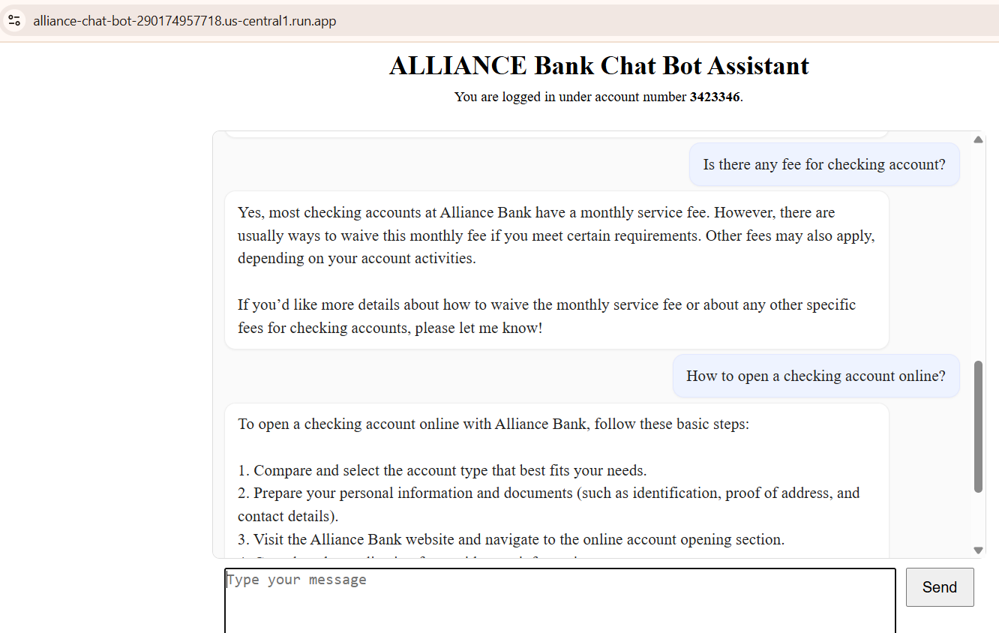 alliance-chat-bot-290174957718.us-central1.run.app
ALLIANCE Bank Chat Bot Assistant
You are logged in under account number 3423346.
Is there any fee for checking account?
Yes, most checking accounts at Alliance Bank have a monthly service fee. However, there are
usually ways to waive this monthly fee if you meet certain requirements. Other fees may also apply,
depending on your account activities.
If you’d like more details about how to waive the monthly service fee or about any other specific
fees for checking accounts, please let me know!
How to open a checking account online?
To open a checking account online with Alliance Bank, follow these basic steps:
1. Compare and select the account type that best fits your needs.
2. Prepare your personal information and documents (such as identification, proof of address, and
contact details).
3. Visit the Alliance Bank website and navigate to the online account opening section.
Type your message
Send